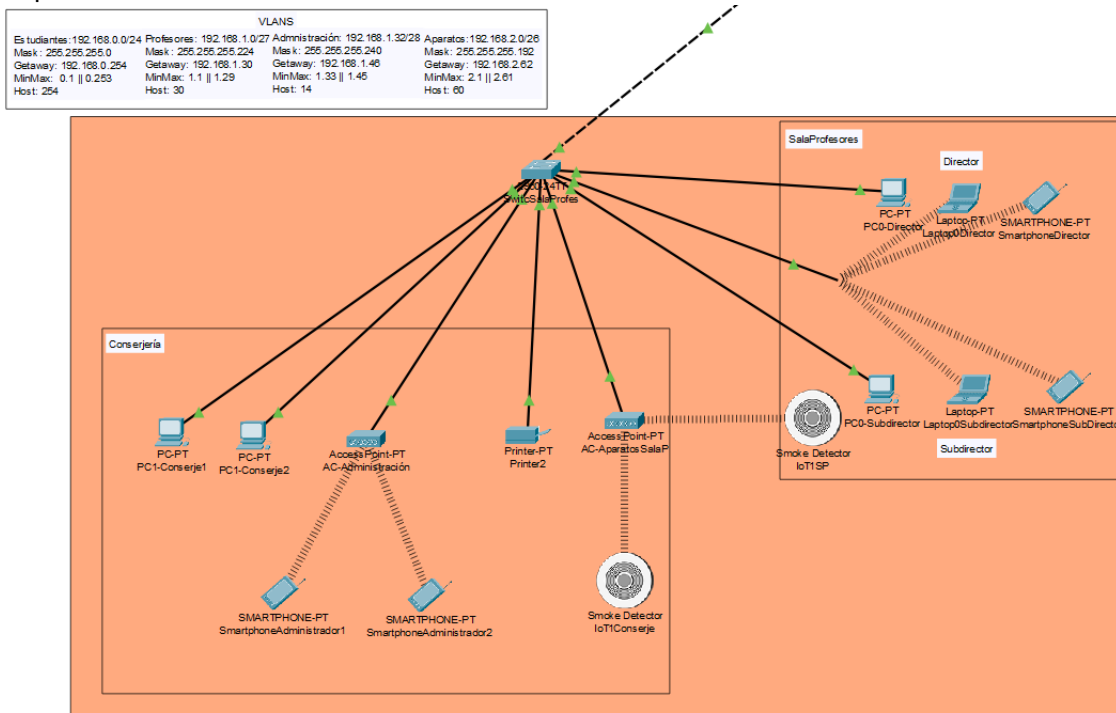 VLANS
Estudiantes:192.168.0.0/24 Profesores: 192.168.1.0/27 Admnistración: 192.168.1.32/28 Aparatos:192.168.2.0/26
Mask: 255.255.255.0 Mask: 255.255.255.224 Mask: 255.255.255.240 Mask: 255.255.255.192
Getaway: 192.168.0.254 Getaway: 192.168.1.30 Getaway: 192.168.1.46 Getaway: 192.168.2.62
MinMax: 0.1 || 0.253 MinMax: 1.1 || 1.29 MinMax: 1.33 || 1.45 MinMax: 2.1 || 2.61
Host: 254 Host: 30 Host: 14 Host: 60
SalaProfesores
Director
SwitcSalaProfes
PC-PT
PC0-Director
Laptop-PT
Laptop0Director
SMARTPHONE-PT
SmartphoneDirector
Conserjería
PC-PT
PC0-Subdirector
Laptop-PT
Laptop0Subdirector
SMARTPHONE-PT
SmartphoneSubDirect
Subdirector
PC-PT
PC1-Conserje1
PC-PT
PC1-Conserje2
AccessPoint-PT
AC-Administración
Printer-PT
Printer2
AccessPoint-PT
AC-AparatosSalaP
Smoke Detector
IoT1SP
SMARTPHONE-PT
SmartphoneAdministrador1
SMARTPHONE-PT
SmartphoneAdministrador2
Smoke Detector
IoT1Conserje